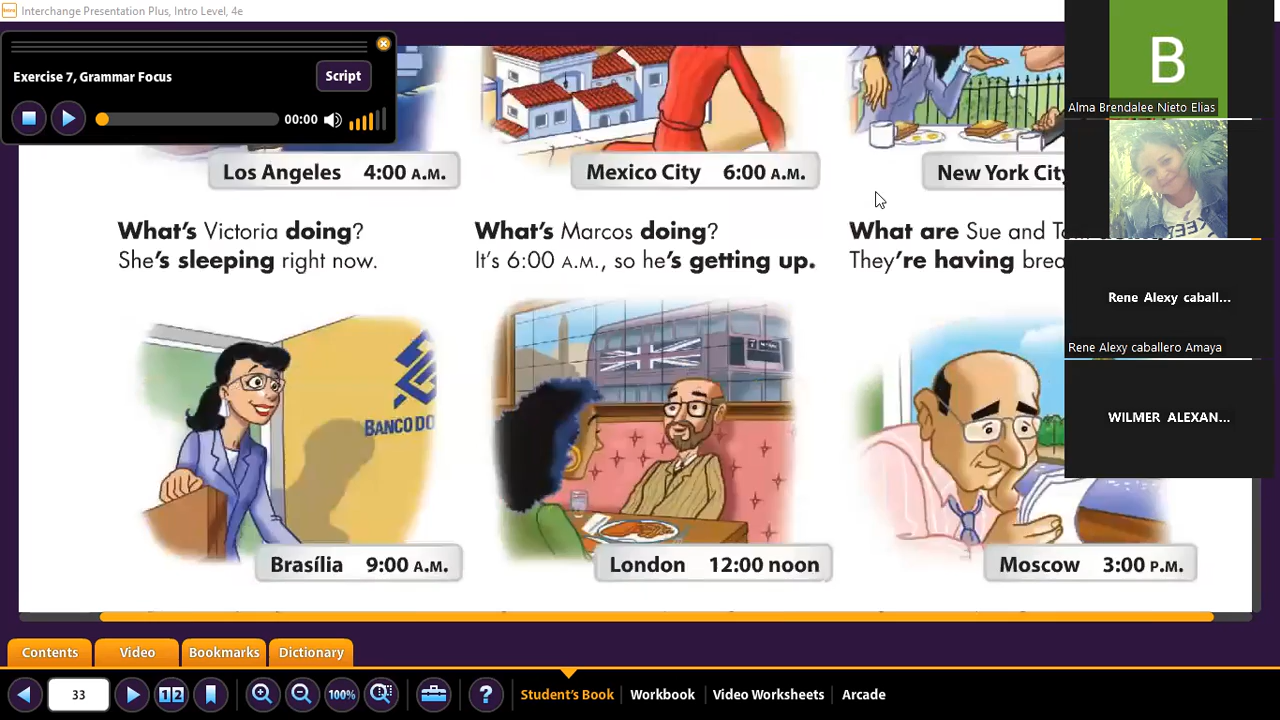 Interchange Presentation Plus, Intro Level, 4e
Exercise 7, Grammar Focus
Script
00:00
Los Angeles 4:00 A.M.
Mexico City 6:00 A.M.
New York City
What's Victoria doing?
She's sleeping right now.
What's Marcos doing?
It's 6:00 A.M., so he's getting up.
What are Sue and
They're having
BANCO DO
Brasília 9:00 A.M.
London 12:00 noon
Moscow 3:00 P.M.
B
Alma Brendalee Nieto Elias
Rene Alexy caball...
Rene Alexy caballero Amaya
WILMER ALEXAN...
Contents
Video
Bookmarks
Dictionary
33
1 2
100%
?
Student's Book
Workbook
Video Worksheets
Arcade